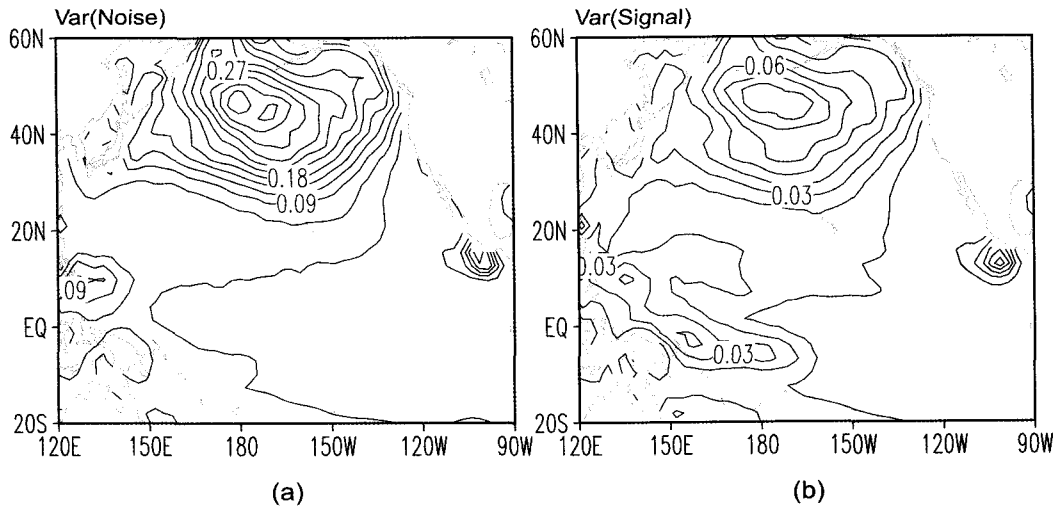 Var(Noise)
Var(Signal)
60N
0.27
40N
0.18
0.09
20N
.09
EQ
20S
120E 150E 180 150W 120W 90W
(a)
60N
0.06
40N
0.03
20N
0.03
EQ
0.03
20S
120E 150E 180 150W 120W 90W
(b)